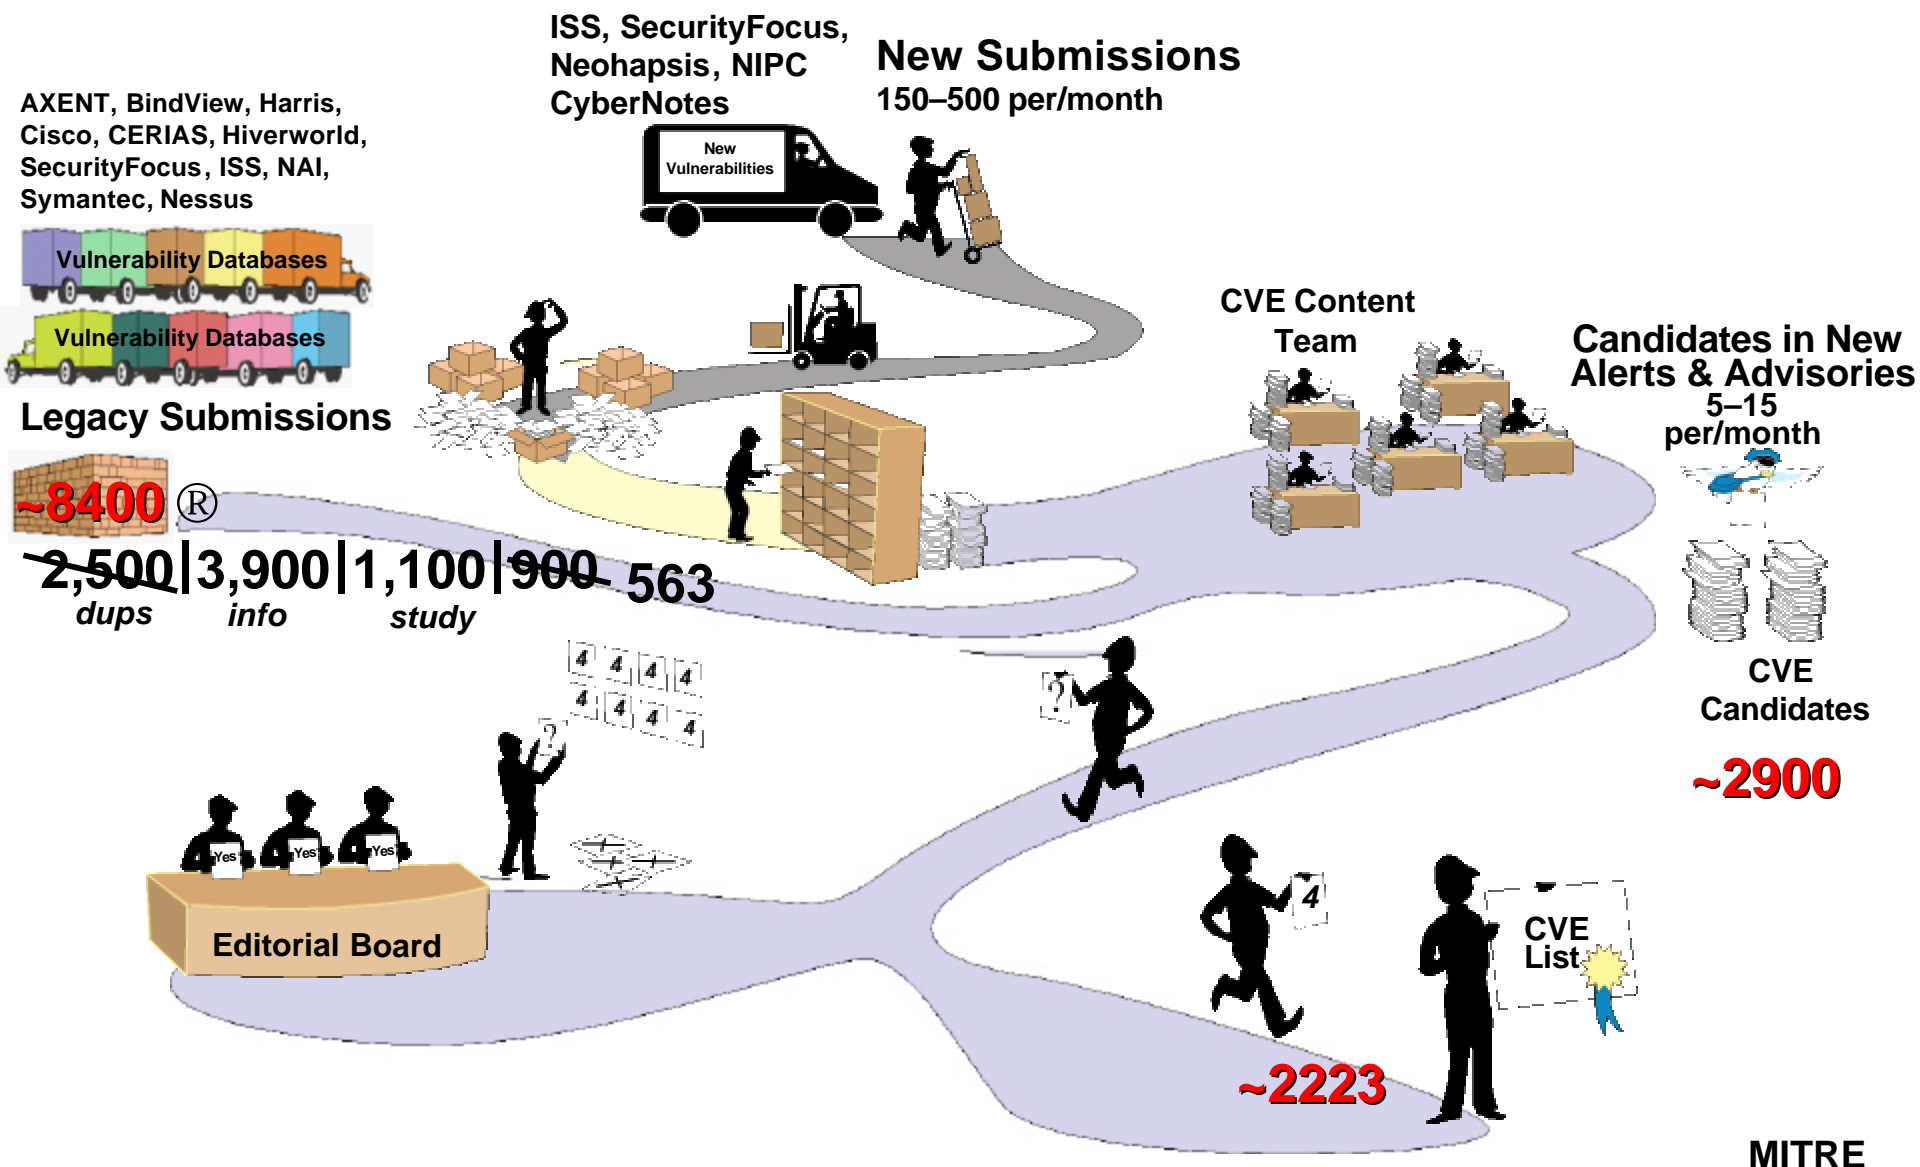 ISS, SecurityFocus,
Neohapsis, NIPC
CyberNotes
New Submissions
150–500 per/month
AXENT, BindView, Harris,
Cisco, CERIAS, Hiverworld,
SecurityFocus, ISS, NAI,
Symantec, Nessus
New
Vulnerabilities
Vulnerability Databases
Vulnerability Databases
Legacy Submissions
CVE Content
Team
Candidates in New
Alerts & Advisories
5–15
per/month
~8400 ®
2,500|3,900|1,100|900 563
dups info study
CVE
Candidates
~2900
?
4 4 4 4
4 4 4 4
?
Yes Yes Yes
Editorial Board
4
CVE
List
~2223
MITRE